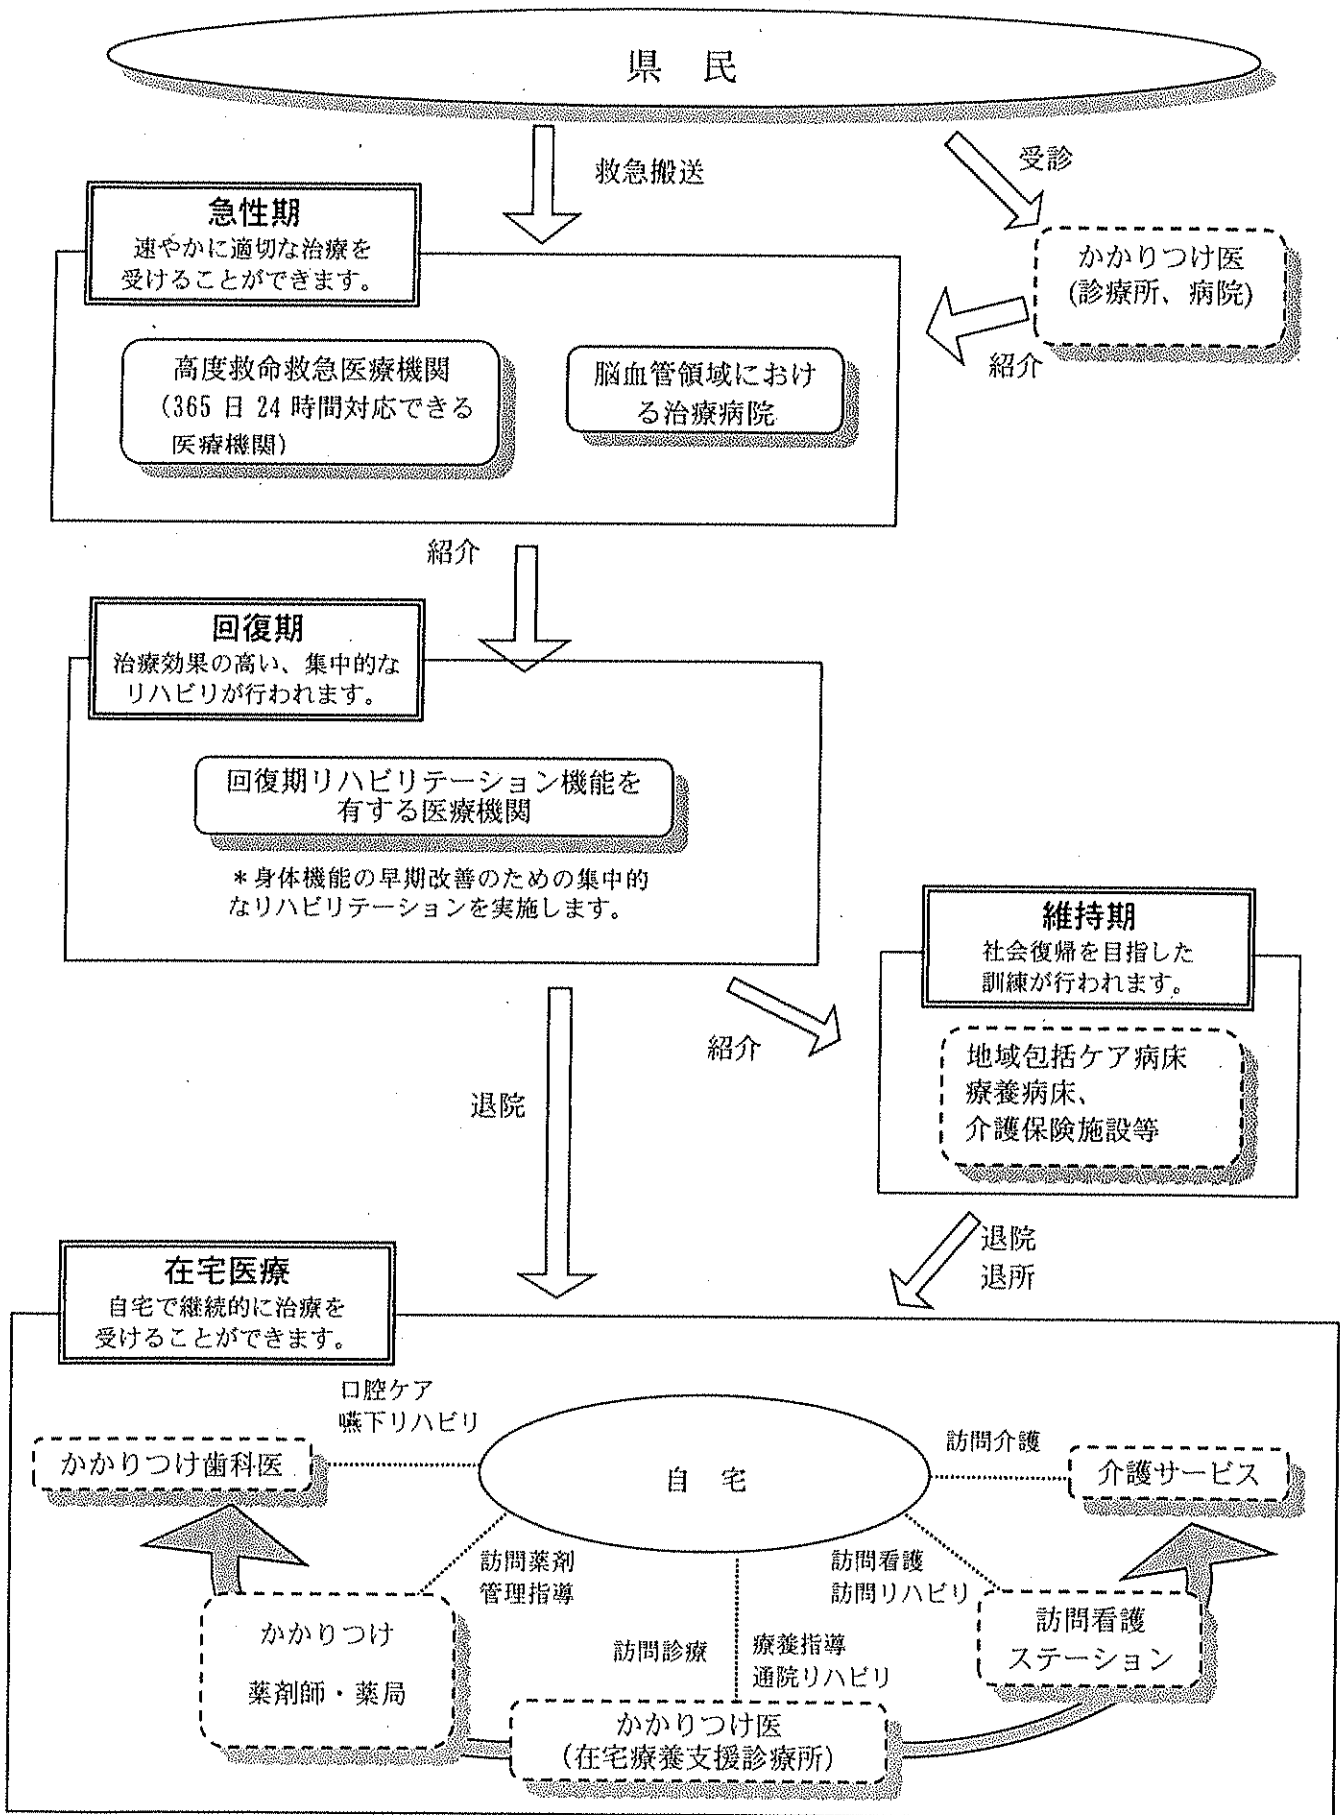 県 民
救急搬送
受診
急性期
速やかに適切な治療を
受けることができます。
かかりつけ医
(診療所、病院)
紹介
高度救命救急医療機関
(365 日 24 時間対応できる
医療機関)
脳血管領域におけ
る治療病院
紹介
回復期
治療効果の高い、集中的な
リハビリが行われます。
回復期リハビリテーション機能を
有する医療機関
*身体機能の早期改善のための集中的
なリハビリテーションを実施します。
維持期
社会復帰を目指した
訓練が行われます。
紹介
地域包括ケア病床
療養病床、
介護保険施設等
退院
退院
退所
在宅医療
自宅で継続的に治療を
受けることができます。
口腔ケア
嚥下リハビリ
かかりつけ歯科医
自 宅
訪問介護
介護サービス
訪問薬剤
管理指導
訪問看護
訪問リハビリ
かかりつけ
薬剤師・薬局
訪問診療
療養指導
通院リハビリ
訪問看護
ステーション
かかりつけ医
(在宅療養支援診療所)